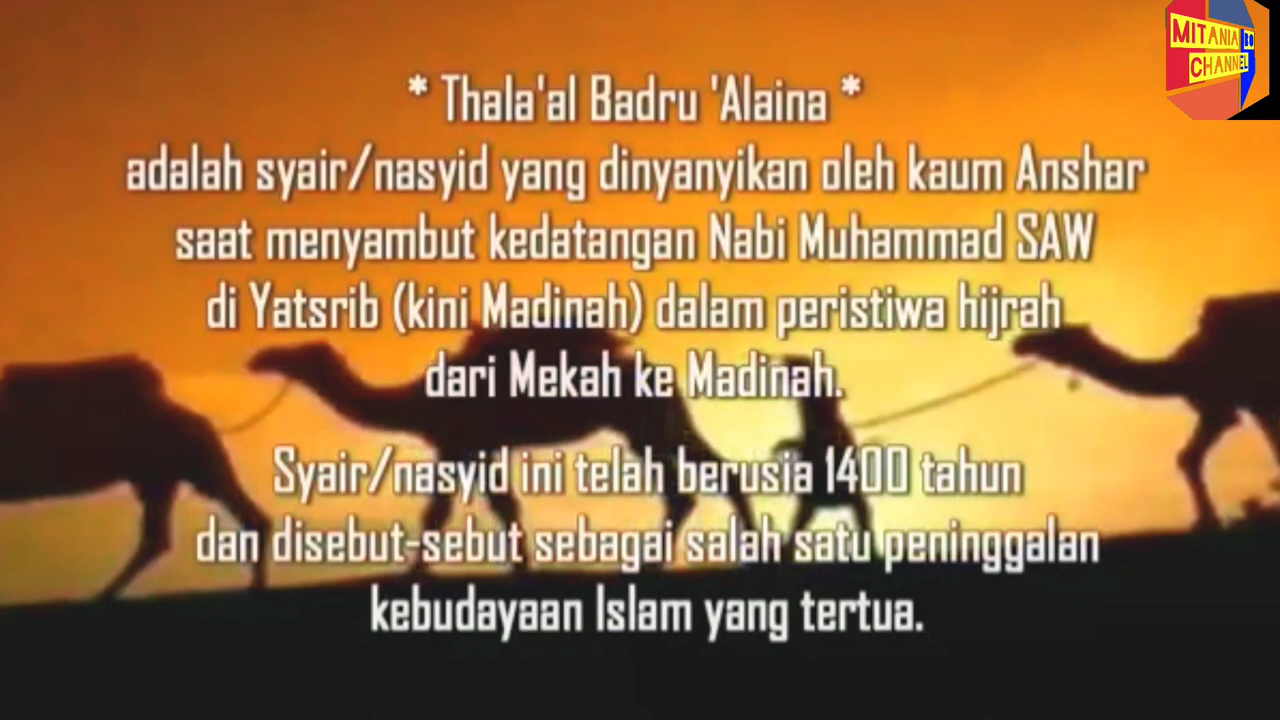 * Thala'al Badru 'Alaina *
adalah syair/nasyid yang dinyanyikan oleh kaum Anshar
saat menyambut kedatangan Nabi Muhammad SAW
di Yatsrib (kini Madinah) dalam peristiwa hijrah
dari Mekah ke Madinah.
Syair/nasyid ini telah berusia 1400 tahun
dan disebut-sebut sebagai salah satu peninggalan
kebudayaan Islam yang tertua.
MITANIA BO
CHANNEL